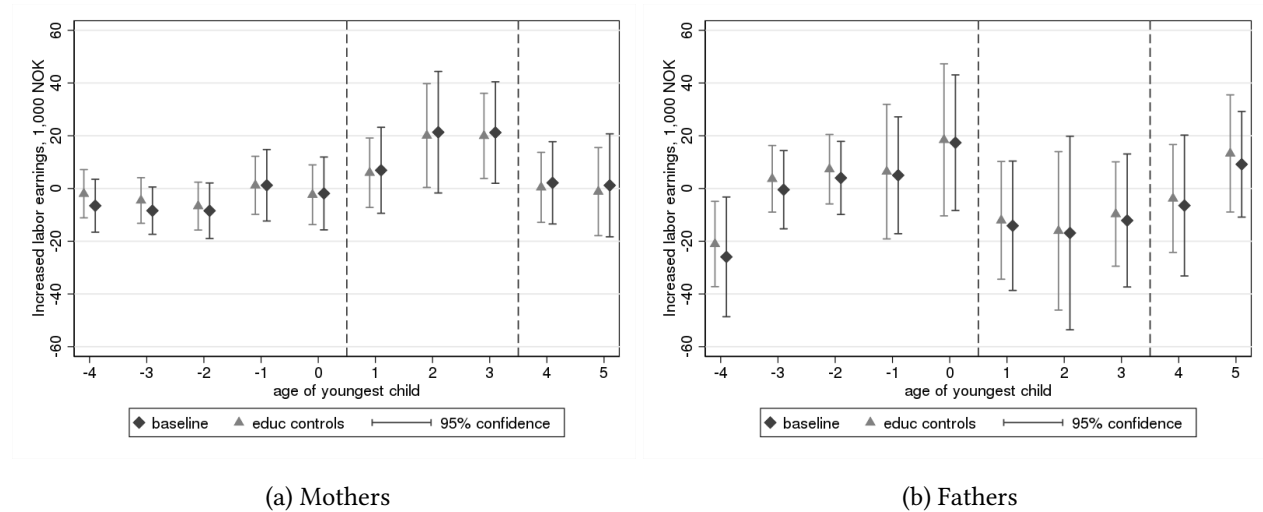 Increased labor earnings, 1,000 NOK
60
40
20
0
-20
-40
-60
-4 -3 -2 -1 0 1 2 3 4 5
age of youngest child
baseline educ controls 95% confidence
(a) Mothers
Increased labor earnings, 1,000 NOK
60
40
20
0
-20
-40
-60
-4 -3 -2 -1 0 1 2 3 4 5
age of youngest child
baseline educ controls 95% confidence
(b) Fathers